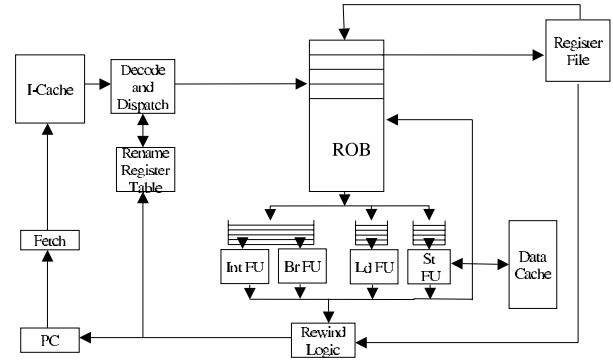 I-Cache
Decode
and
Dispatch
Register
File
ROB
Rename
Register
Table
Fetch
Int FU
Br FU
Ld FU
St
FU
Data
Cache
PC
Rewind
Logic